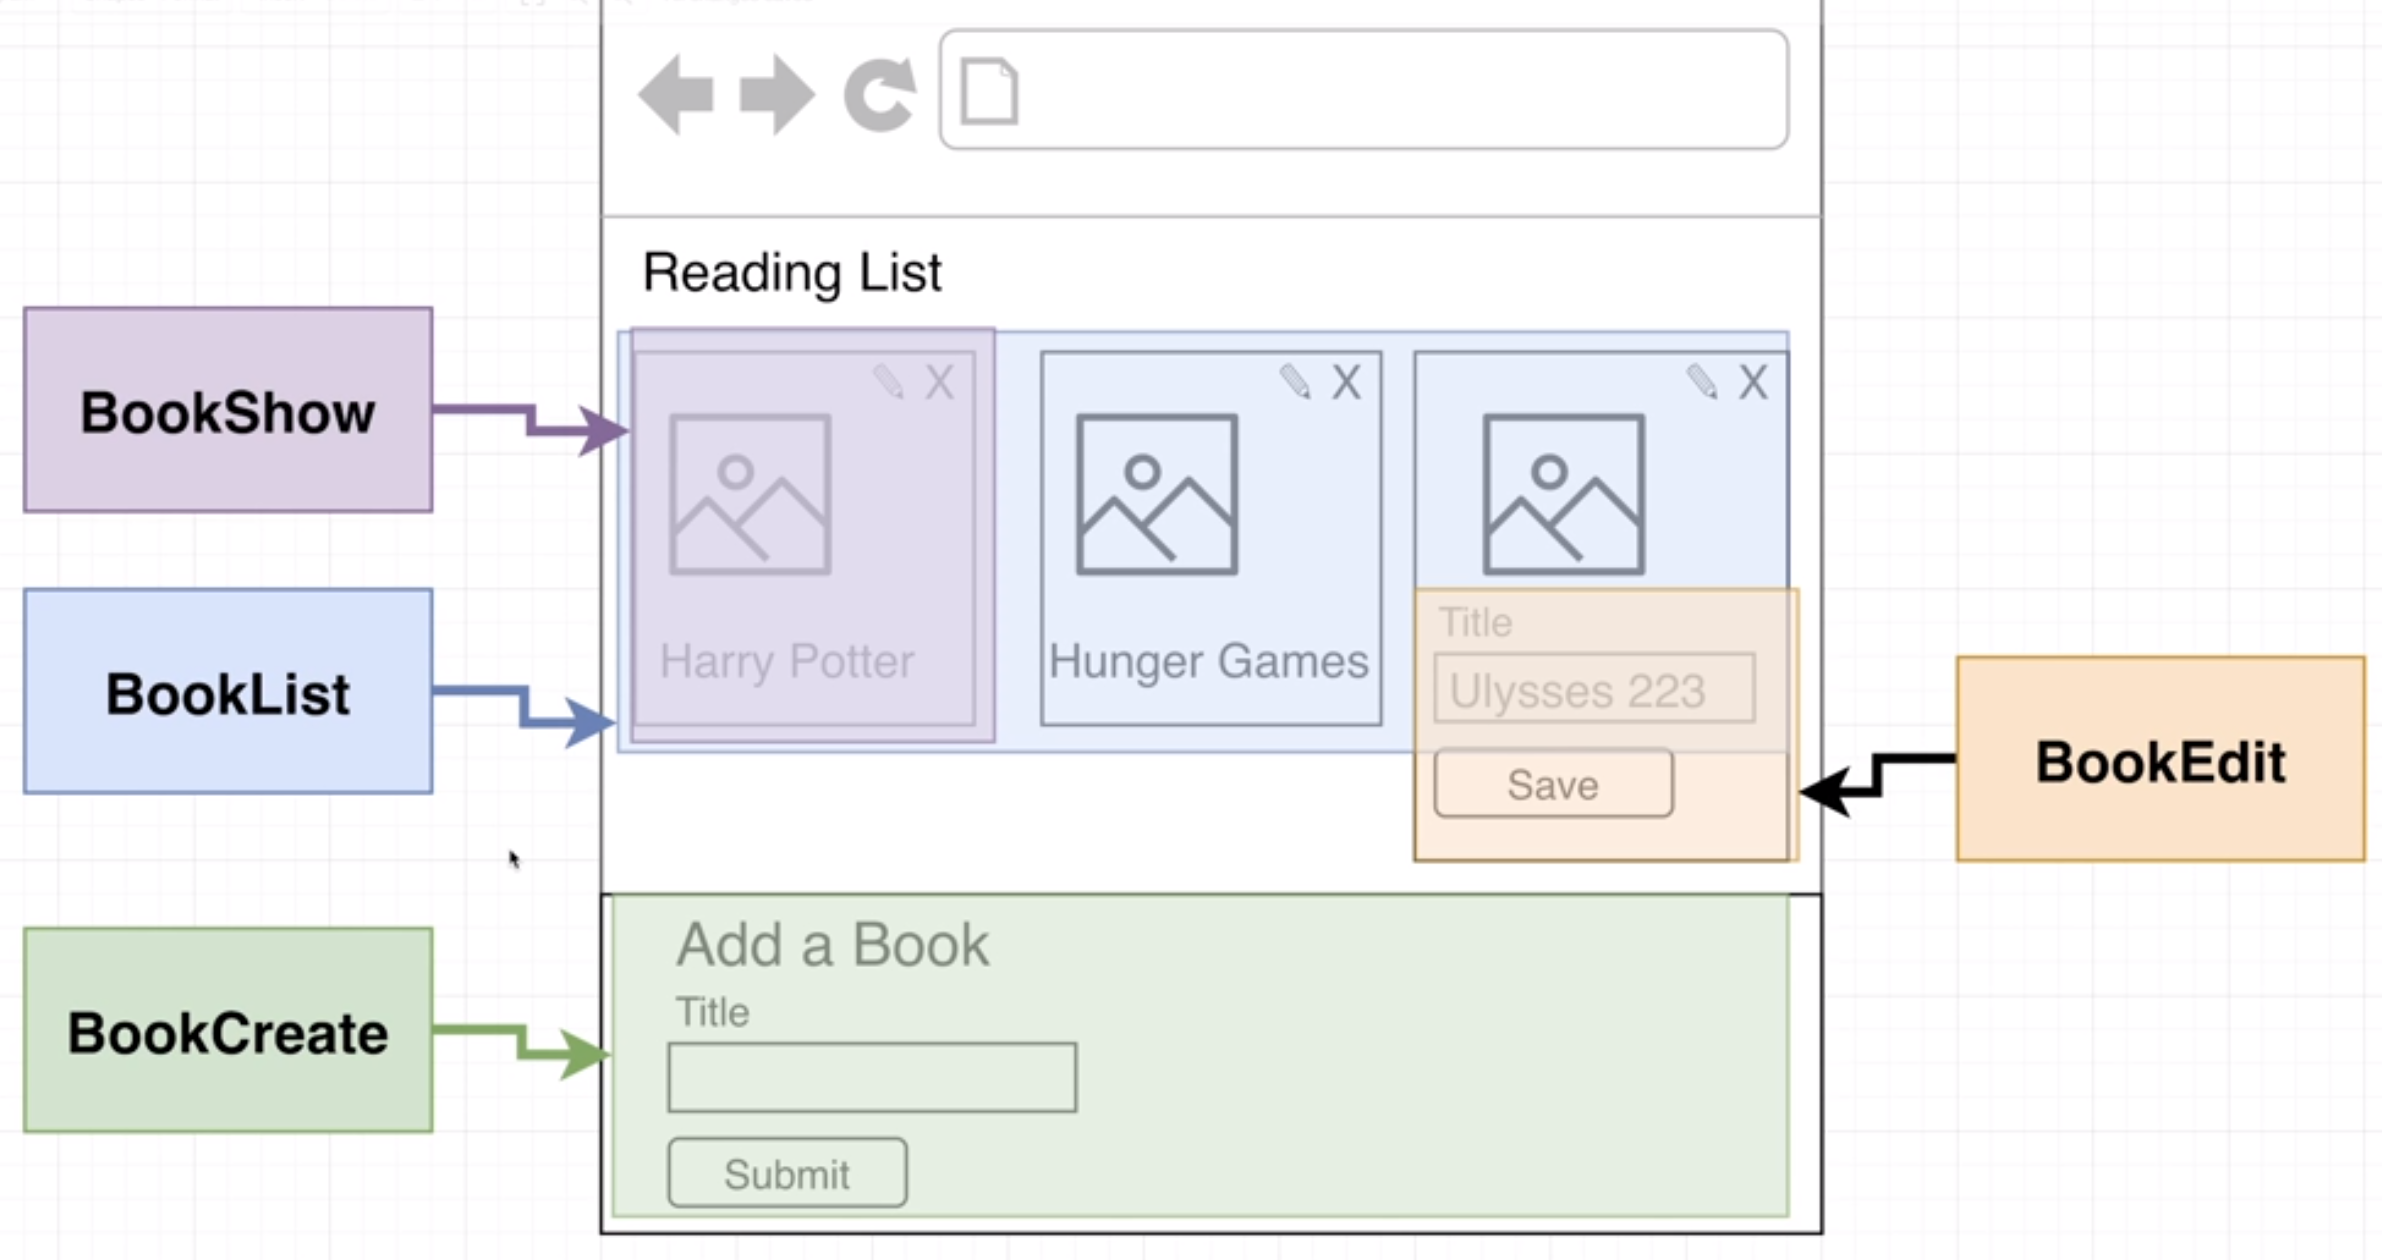 Reading List
BookShow
X
X
X
Harry Potter
Hunger Games
Title
Ulysses 223
Save
BookList
BookEdit
Add a Book
Title
Submit
BookCreate